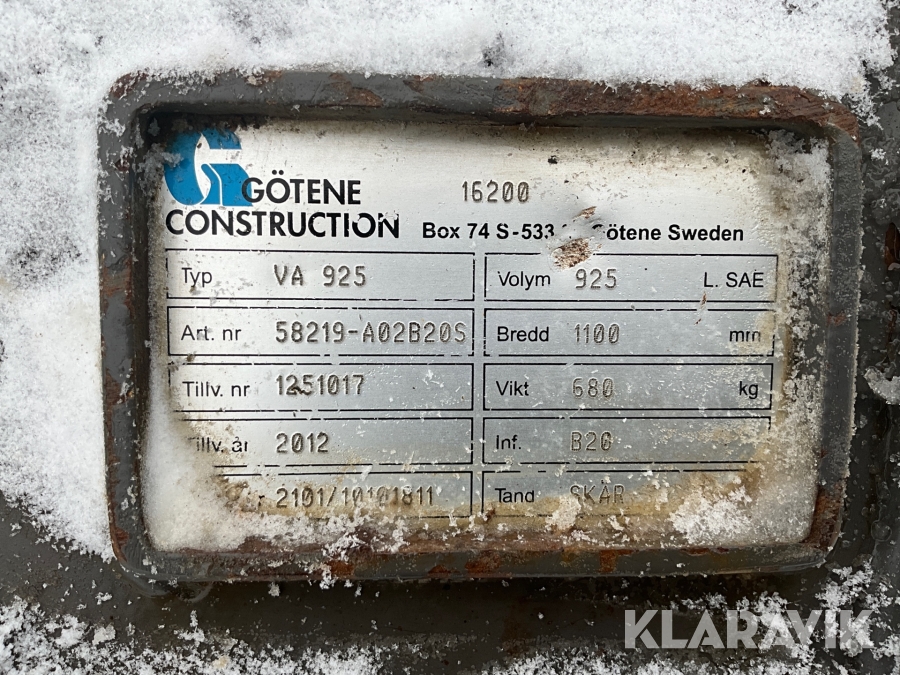 GÖTENE
CONSTRUCTION
16200
Box 74 S-533 Götene Sweden
Typ VA 925
Volym 925 L. SAE
Art. nr 58219-A02B20S
Bredd 1100 mm
Tillv. nr 1251017
Vikt 680 kg
Tillv. år 2012
Inf. B20
2101/10101811
Tand SKÄR
KLARAVIK